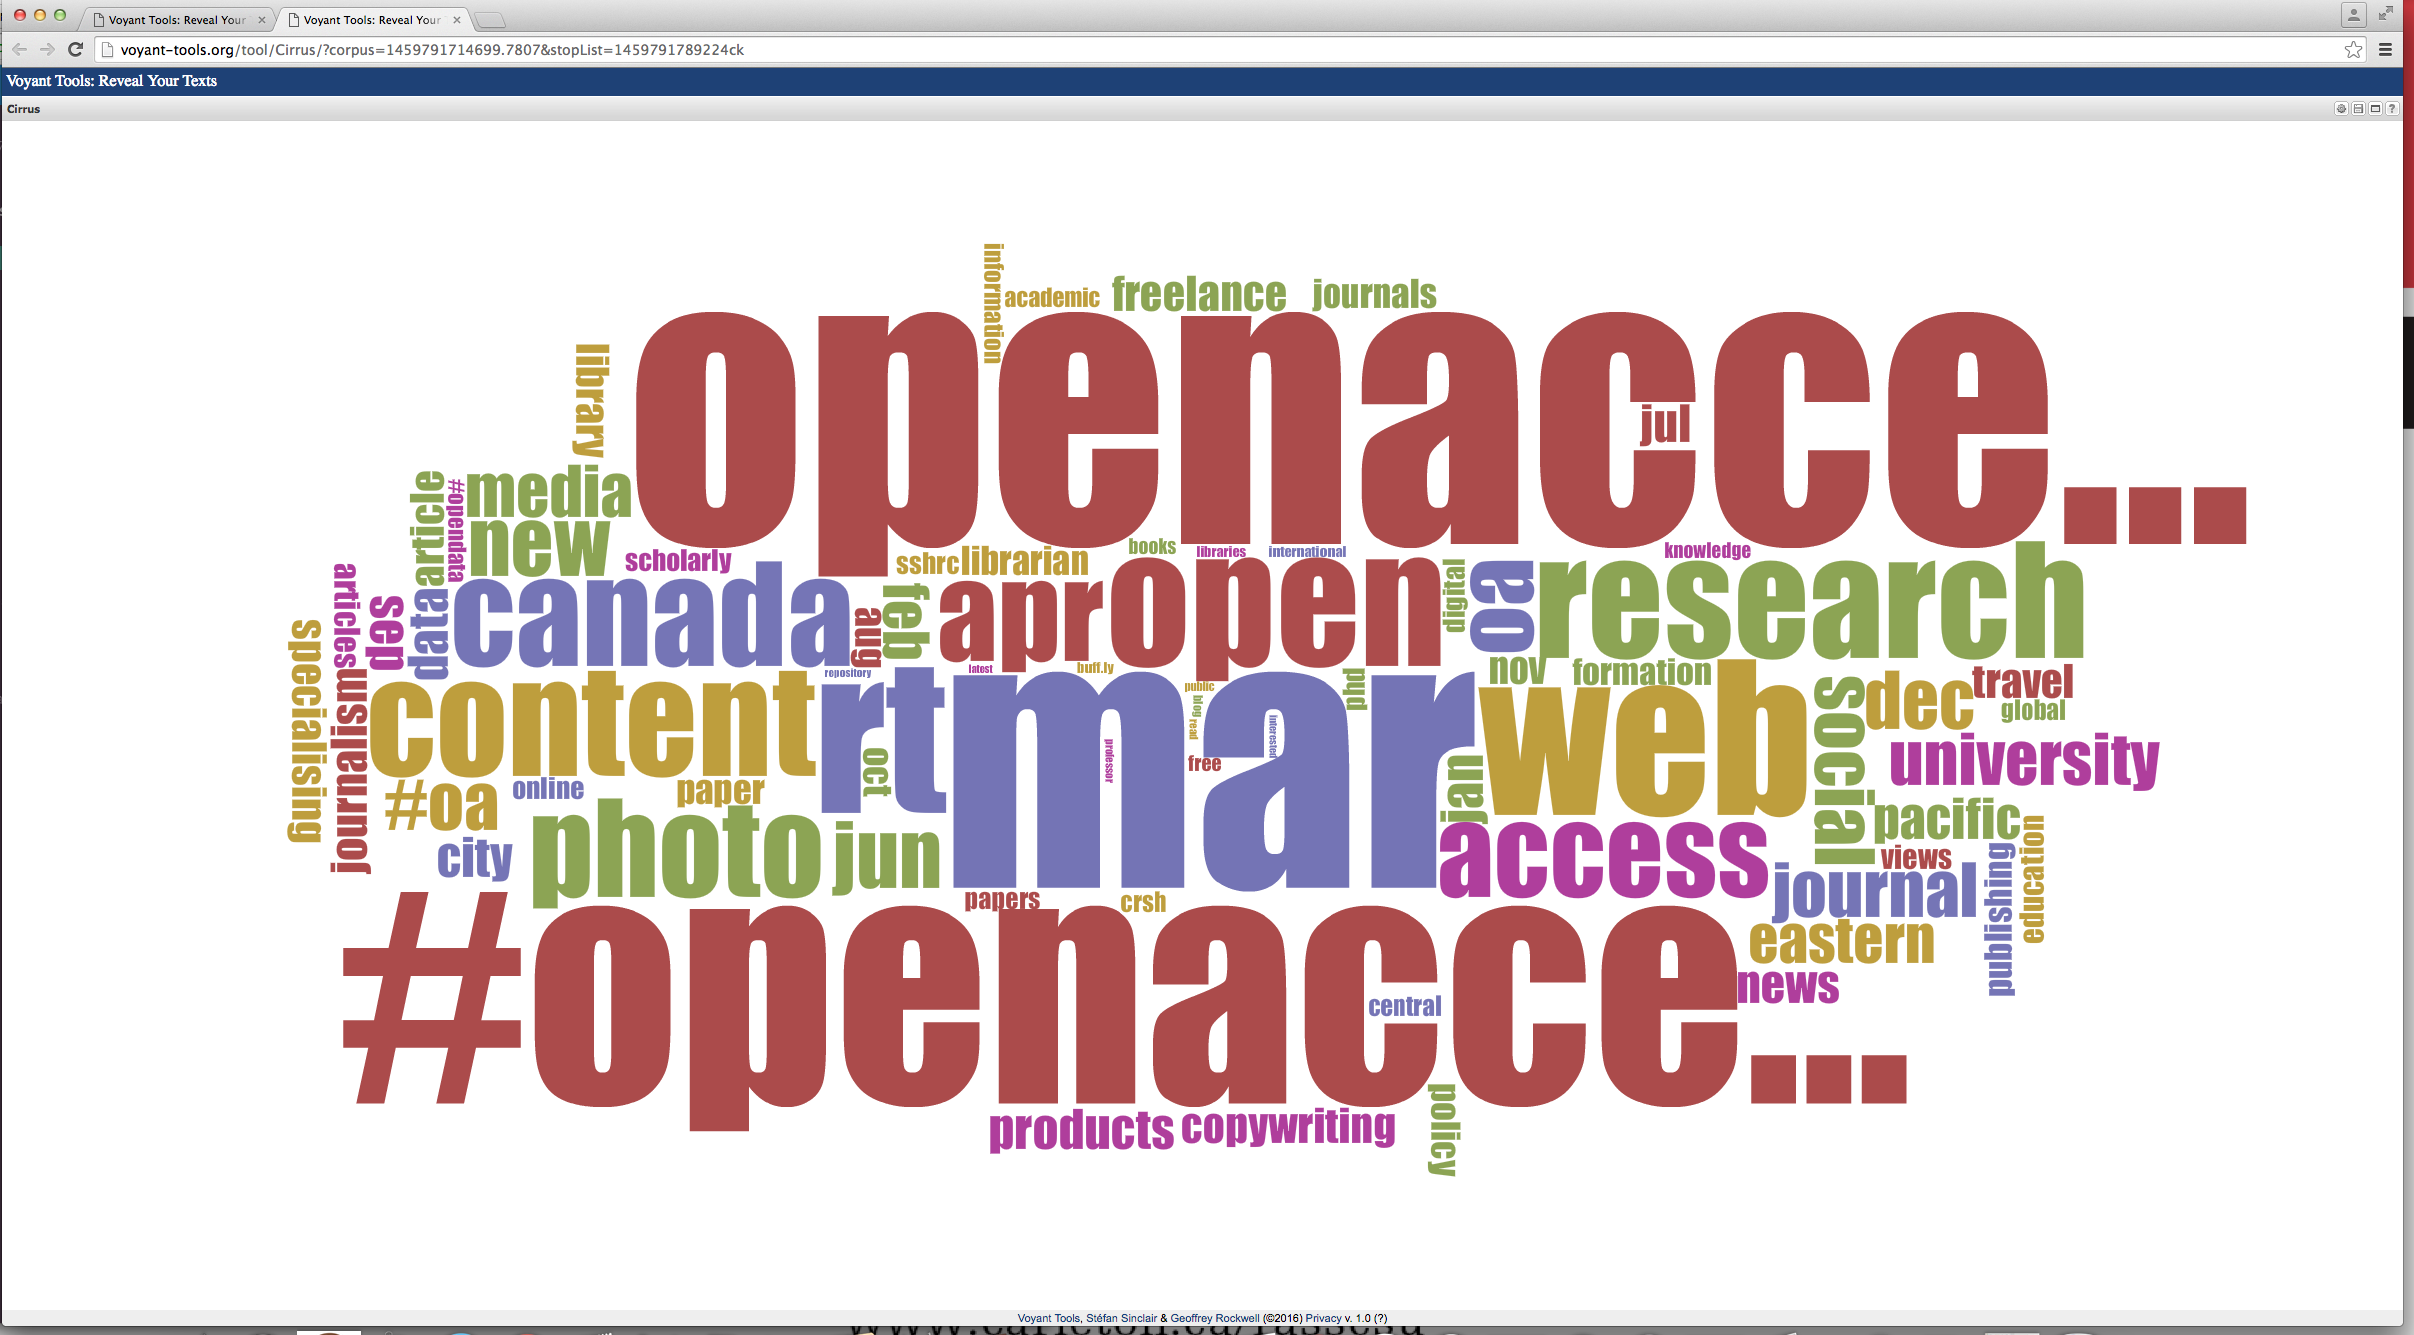 Voyant Tools: Reveal Your
Voyant Tools: Reveal Your
voyant-tools.org/tool/Cirrus/?corpus=1459791714699.7807&stopList=1459791789224ck
Voyant Tools: Reveal Your Texts
Cirrus
information
academic
freelance
journals
openacce...
jul
library
media
article
#opendata
new
scholarly
sshrc
librarian
books
libraries
international
knowledge
articles
sep
data
canada
aug
feb
apr
open
digital
oa
research
specialising
journalism
content
repository
rt
oct
latest
buff.ly
mar
public
blog
read
interested
professor
free
phd
nov
formation
web
jan
social
dec
travel
global
university
#oa
online
paper
city
photo
jun
access
pacific
views
journal
publishing
education
papers
crsh
eastern
news
#openacce...
central
products
copywriting
policy
Voyant Tools, Stéfan Sinclair & Geoffrey Rockwell (©2016) Privacy v. 1.0 (?)